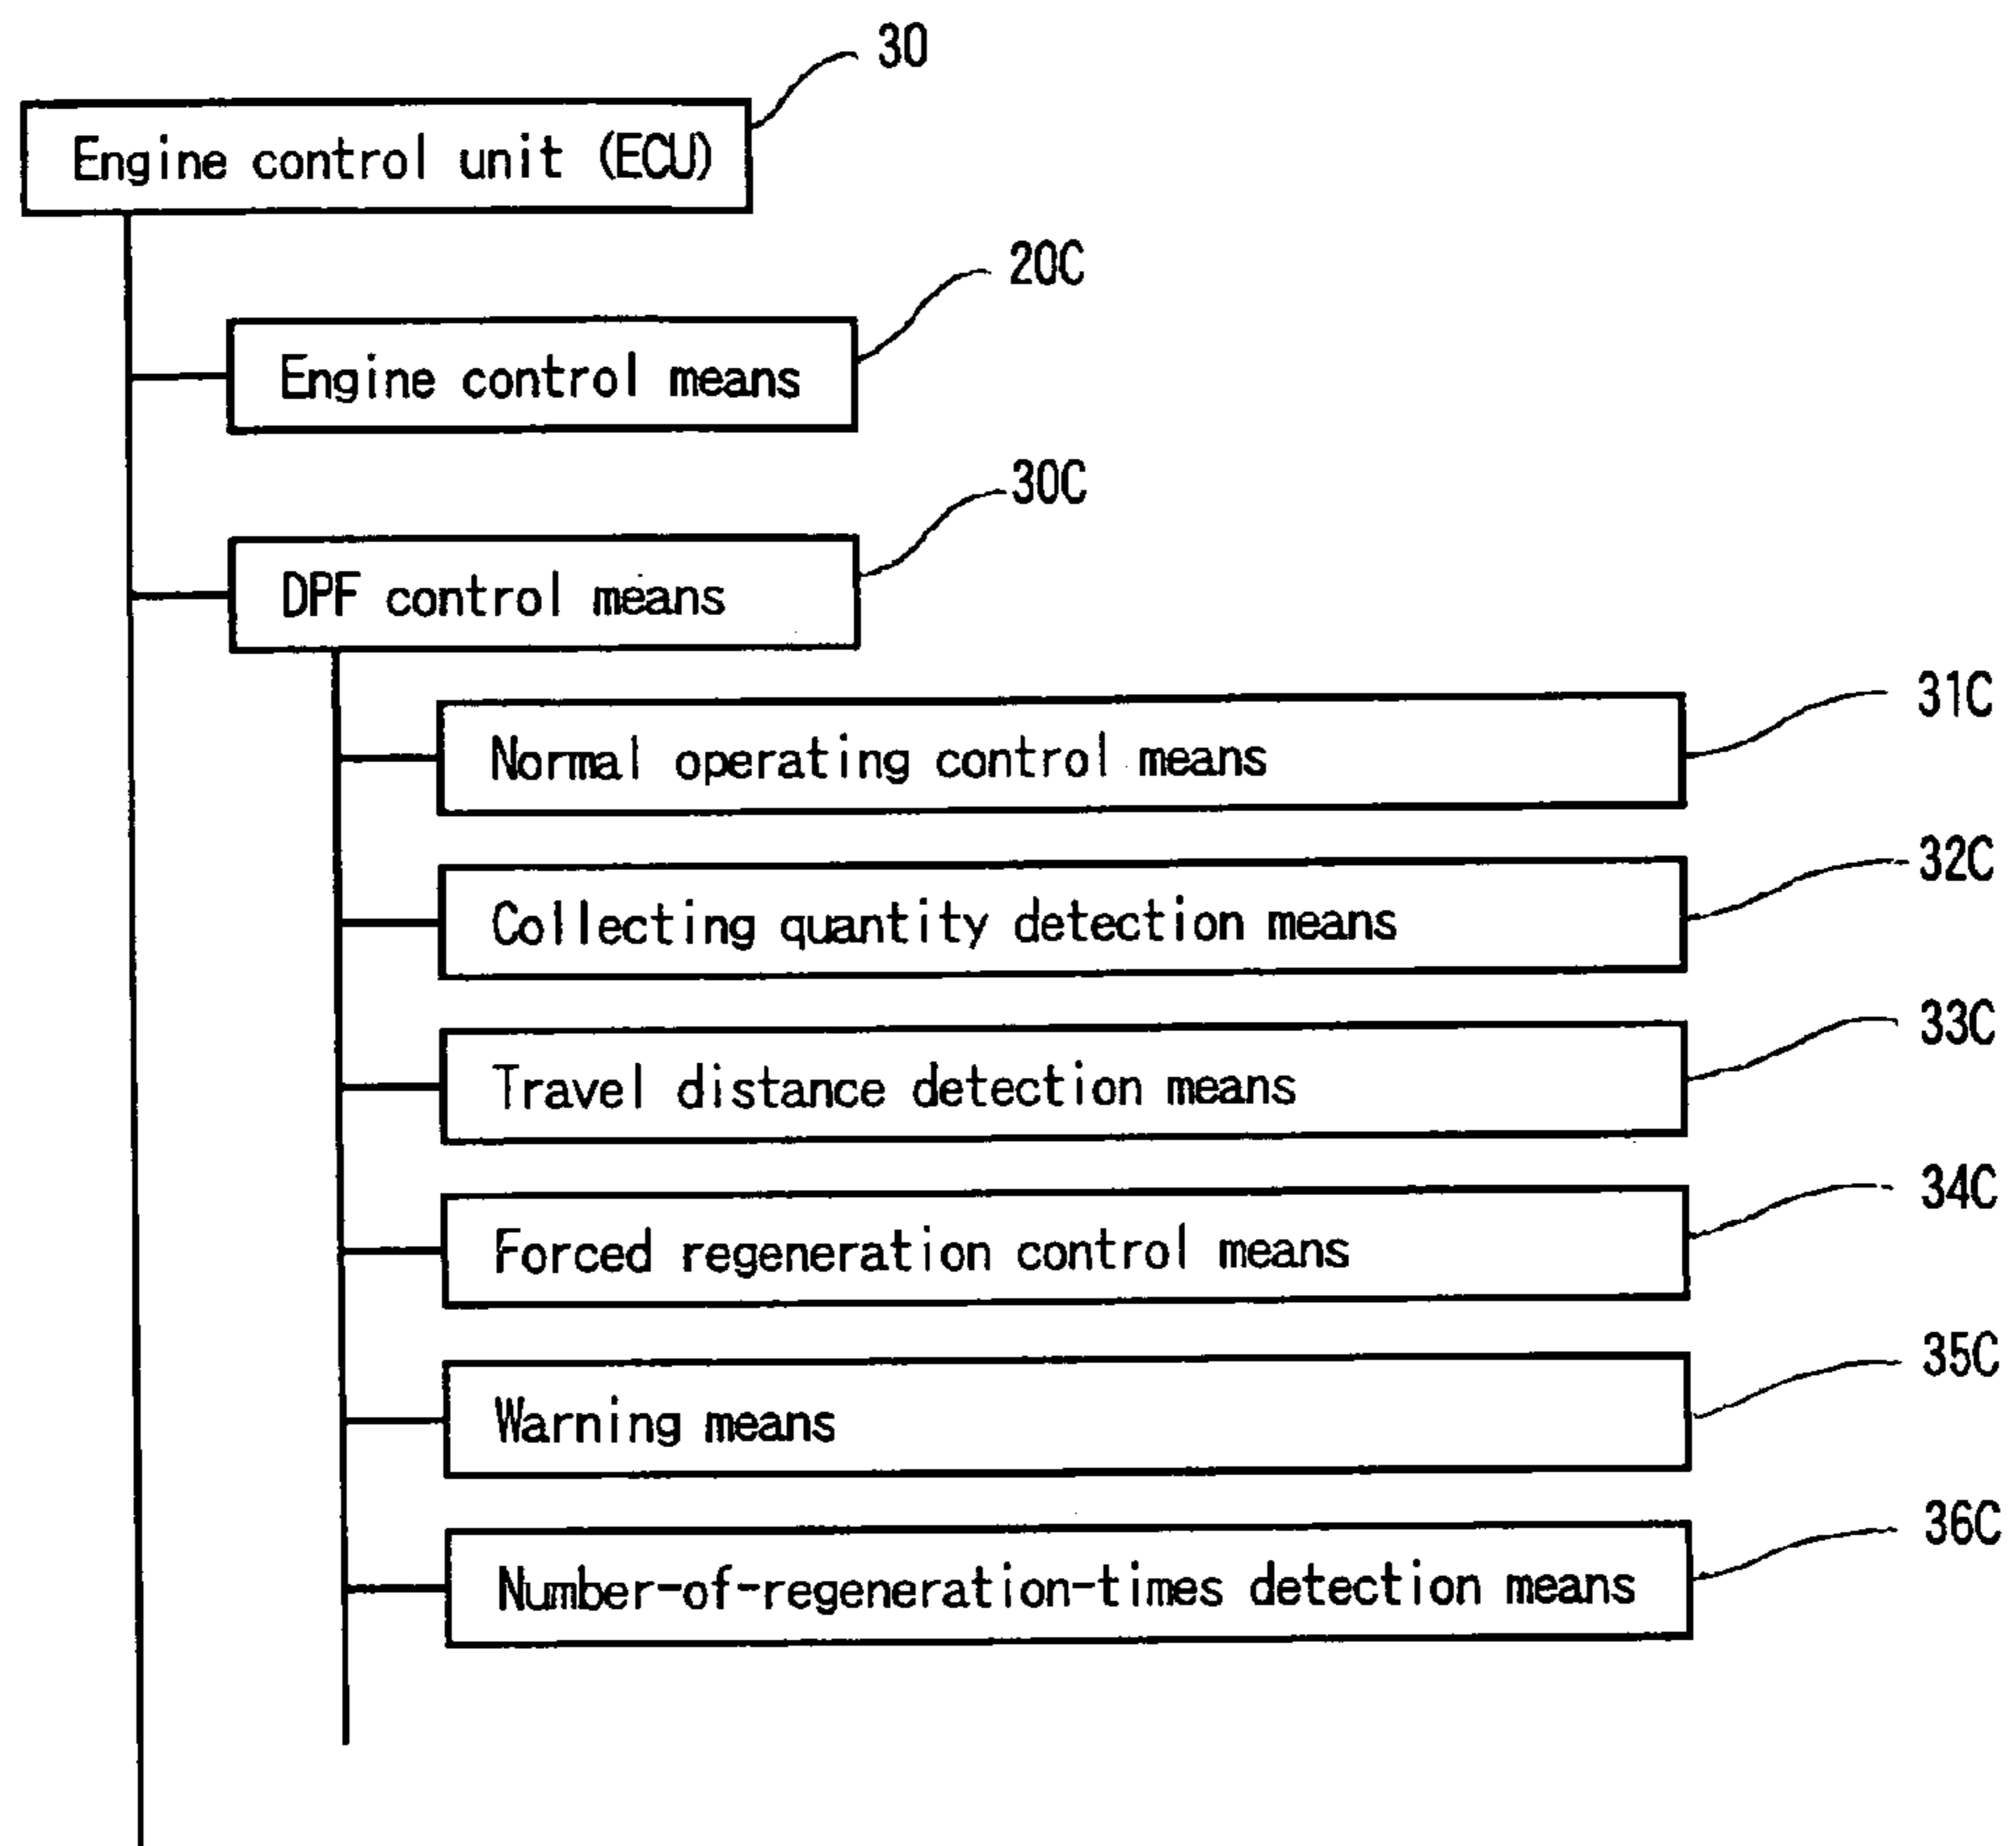 30
Engine control unit (ECU)
20C
Engine control means
30C
DPF control means
31C
Normal operating control means
32C
Collecting quantity detection means
33C
Travel distance detection means
34C
Forced regeneration control means
35C
Warning means
36C
Number-of-regeneration-times detection means